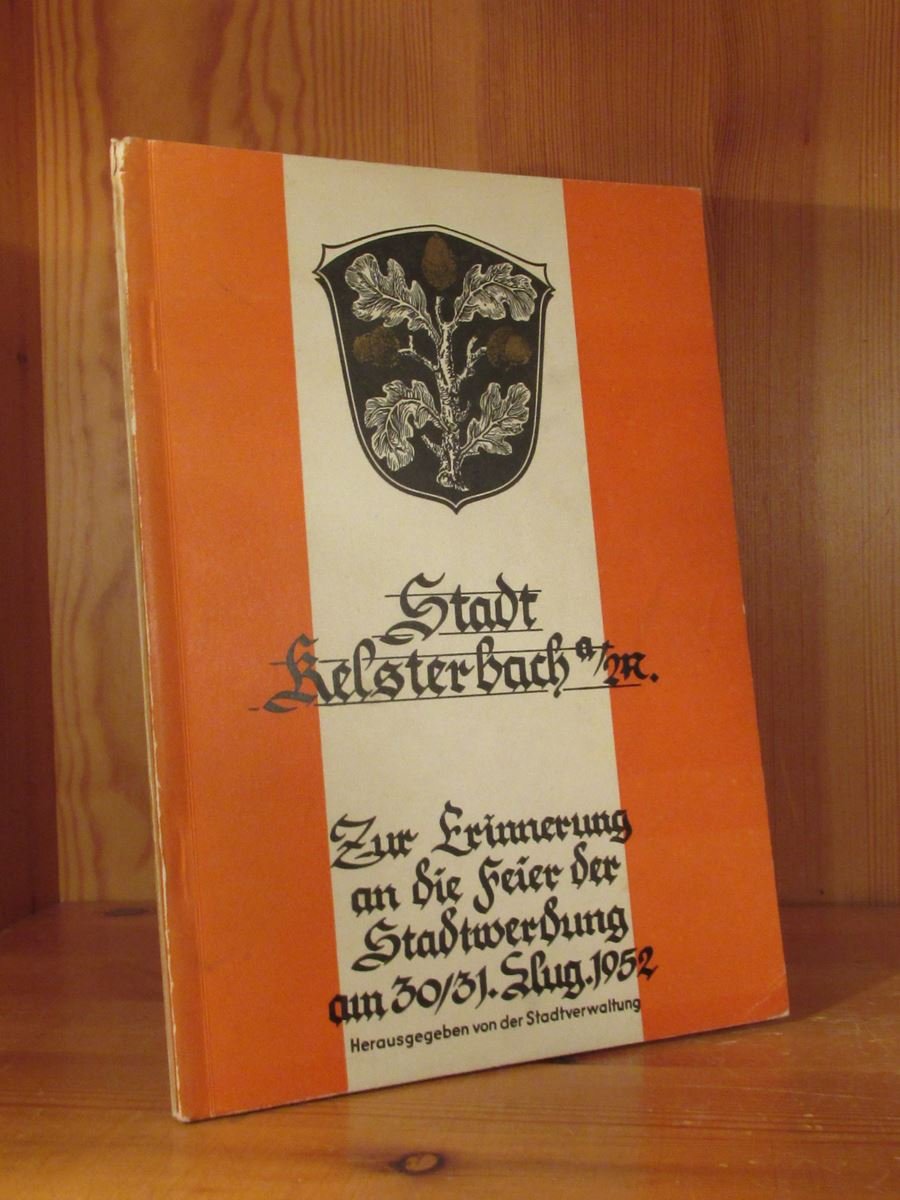 Stadt
Kelsterbach a/M.
Zur Erinnerung
an die Feier der
Stadtwerdung
am 30/31. Aug. 1952
Herausgegeben von der Stadtverwaltung